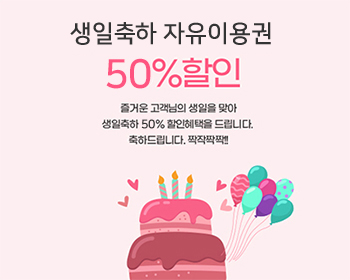 생일축하 자유이용권
50%할인
즐거운 고객님의 생일을 맞아
생일축하 50% 할인혜택을 드립니다.
축하드립니다. 짝작짝짝!!